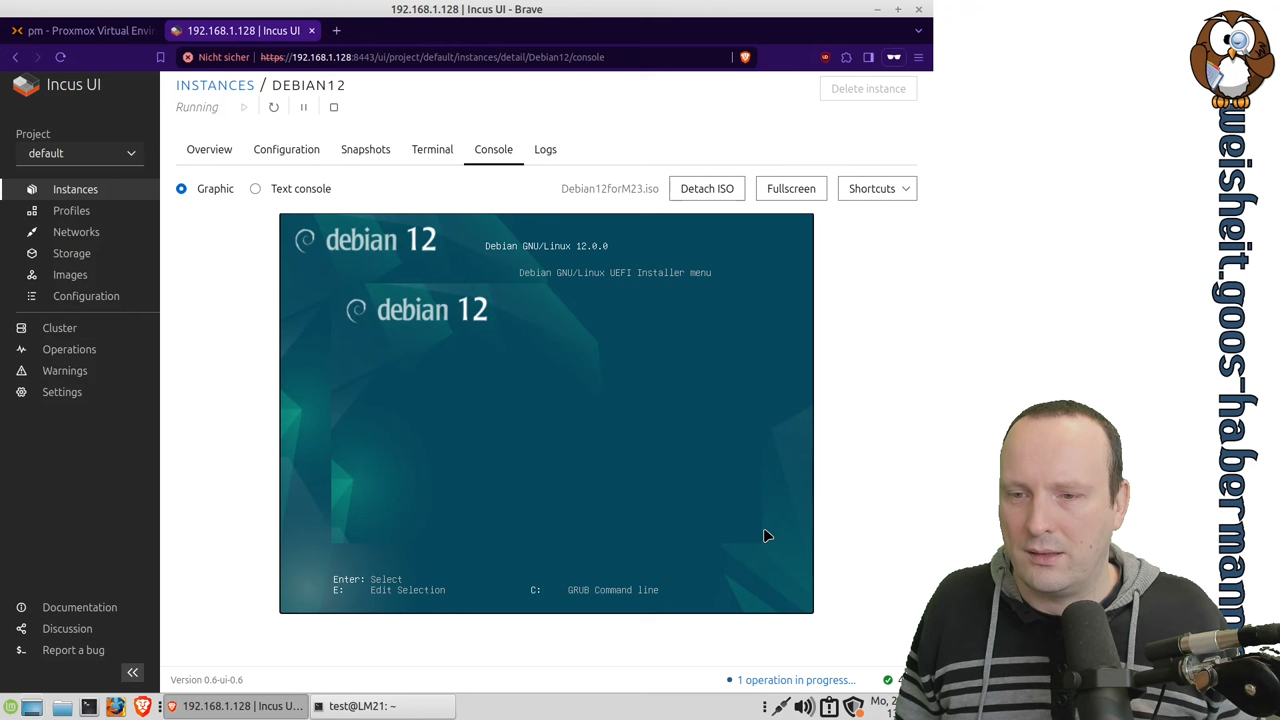 192.168.1.128 | Incus UI - Brave
pm - Proxmox Virtual Envi
192.168.1.128 | Incus UI
Nicht sicher
https://192.168.1.128:8443/ui/project/default/instances/detail/Debian12/console
Incus UI
Project
default
Instances
Profiles
Networks
Storage
Images
Configuration
Cluster
Operations
Warnings
Settings
Documentation
Discussion
Report a bug
INSTANCES / DEBIAN12
Delete instance
Running
Overview
Configuration
Snapshots
Terminal
Console
Logs
Graphic
Text console
Debian12forM23.iso
Detach ISO
Fullscreen
Shortcuts
debian 12
Debian GNU/Linux 12.0.0
Debian GNU/Linux UEFI Installer menu
debian 12
Enter: Select
E: Edit Selection
C: GRUB Command line
Version 0.6-ui-0.6
1 operation in progress...
192.168.1.128 | Incus U...
test@LM21: ~
weisheit.goos-habermann